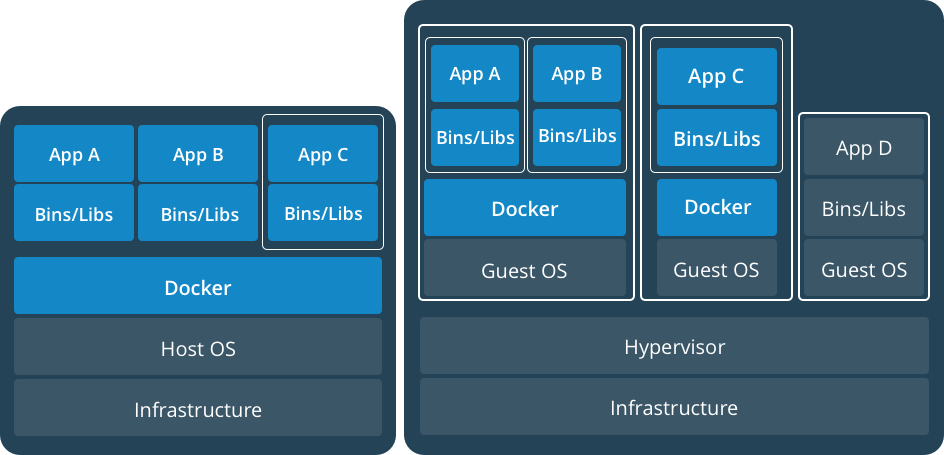 App A
App B
App C
Bins/Libs
Bins/Libs
Bins/Libs
Docker
Host OS
Infrastructure
App A
App B
Bins/Libs
Bins/Libs
Docker
Guest OS
App C
Bins/Libs
Docker
Guest OS
App D
Bins/Libs
Guest OS
Hypervisor
Infrastructure